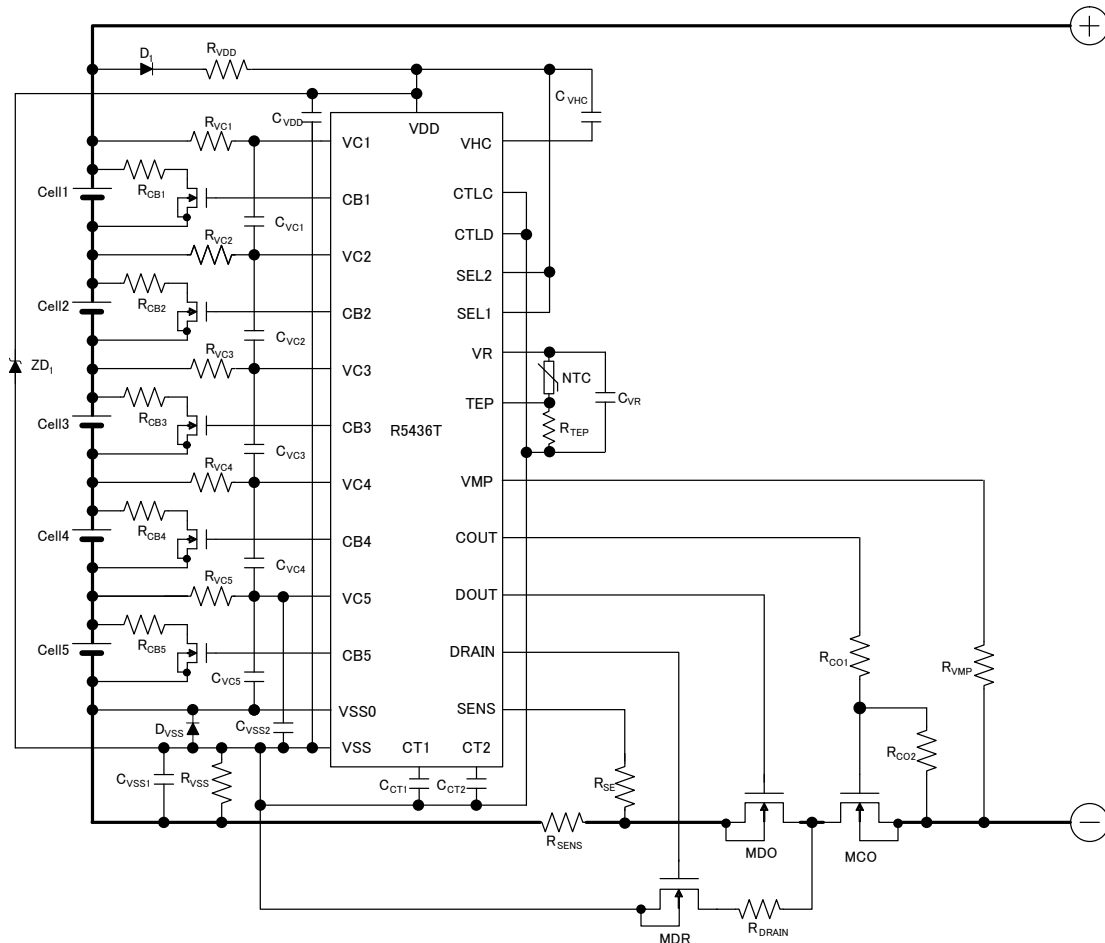 +
D1
RVDD
CVHC
CVDD
VDD
RVC1
VC1
VHC
RCB1
Cell1
CB1
CTLC
CVC1
CTLD
RVC2
VC2
SEL2
RCB2
Cell2
CB2
SEL1
CVC2
RVC3
VC3
VR
ZD1
NTC
CVR
TEP
RCB3
Cell3
CB3
R5436T
RTEP
CVC3
RVC4
VC4
VMP
RCB4
Cell4
CB4
COUT
CVC4
RVC5
VC5
DOUT
RCB5
Cell5
CB5
DRAIN
RCO1
RVMP
CVC5
VSS0
SENS
DVSS
CVSS2
VSS
CT1
CT2
RCO2
CVSS1
RVSS
CCT1
CCT2
RSE
−
RSENS
MDO
MCO
RDRAIN
MDR